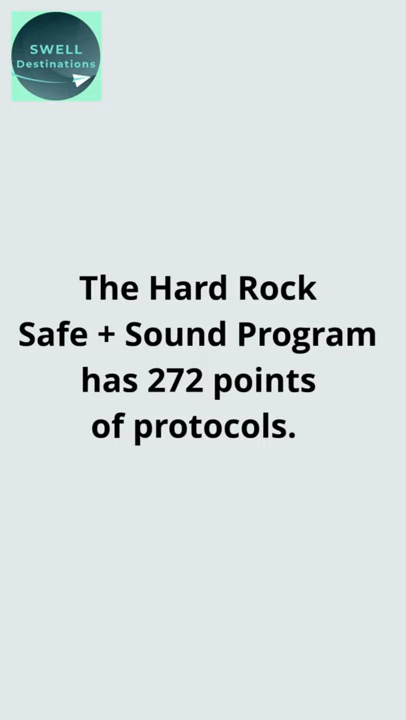 SWELL
Destinations
The Hard Rock
Safe + Sound Program
has 272 points
of protocols.